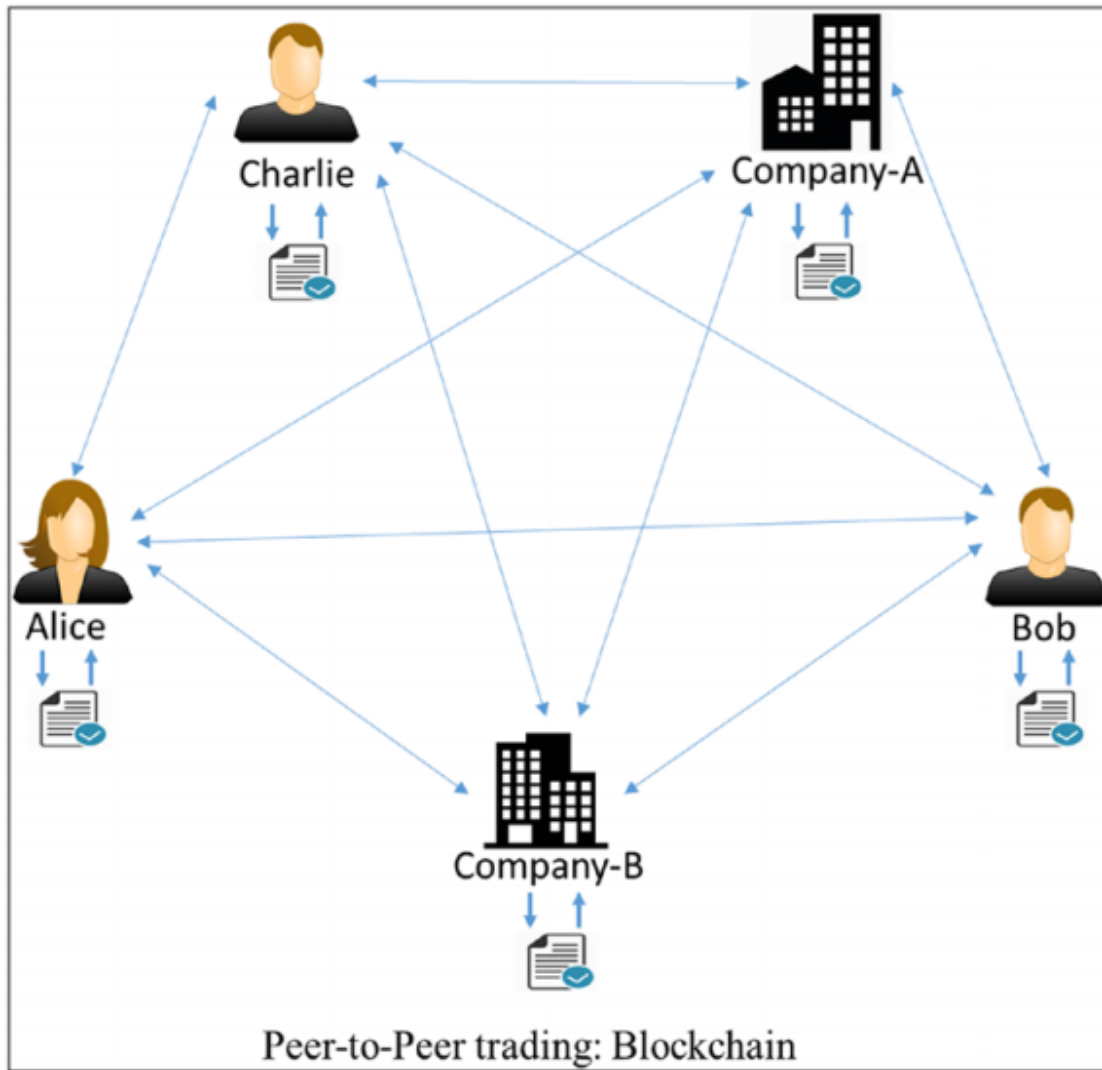 Charlie
Company-A
Alice
Bob
Company-B
Peer-to-Peer trading: Blockchain